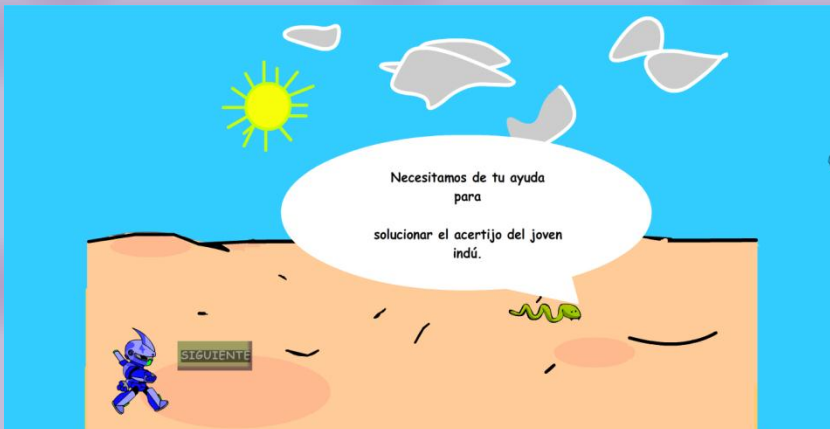 Necesitamos de tu ayuda
para
solucionar el acertijo del joven
indú.
SIGUIENTE